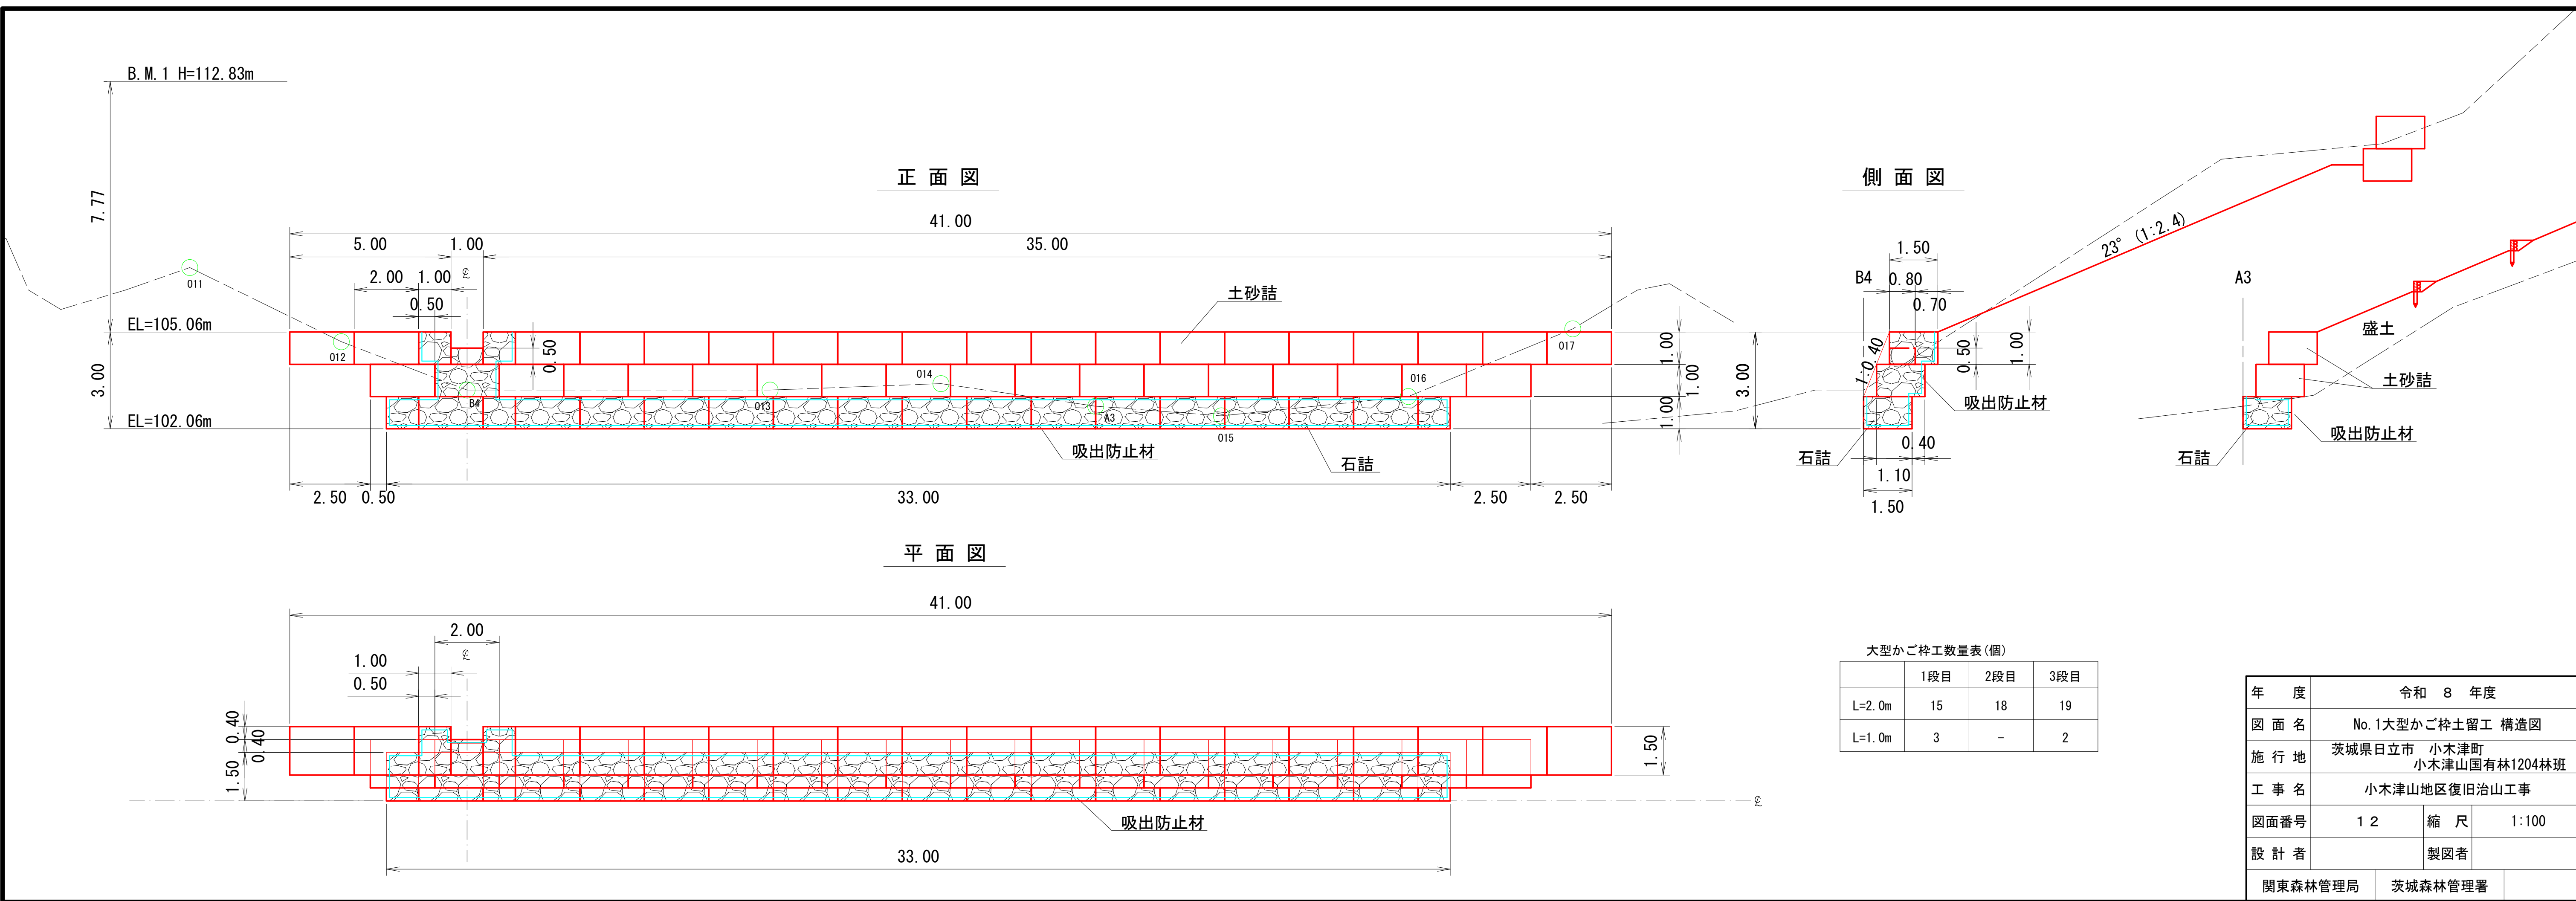 B.M.1 H=112.83m
7.77
3.00
EL=105.06m
EL=102.06m
正面図
41.00
5.00 1.00 35.00
2.00 1.00 ℄
0.50
土砂詰
0.50
011
012
B4
013
014
A3
015
016
017
1.00
1.00
1.00
3.00
吸出防止材
石詰
2.50 0.50 33.00 2.50 2.50
側面図
23° (1:2.4)
1.50
B4 0.80
0.70
1:0.40
0.50
1.00
吸出防止材
石詰
0.40
1.10
1.50
A3
盛土
土砂詰
吸出防止材
石詰
平面図
41.00
2.00
℄
1.00
0.50
0.40
0.40
1.50
1.50
℄
吸出防止材
33.00
大型かご枠工数量表(個)
1段目 2段目 3段目
L=2.0m 15 18 19
L=1.0m 3 - 2
年度 令和 8 年度
図面名 No.1大型かご枠土留工 構造図
施行地 茨城県日立市 小木津町
小木津山国有林1204林班
工事名 小木津山地区復旧治山工事
図面番号 12 縮尺 1:100
設計者 製図者
関東森林管理局 茨城森林管理署